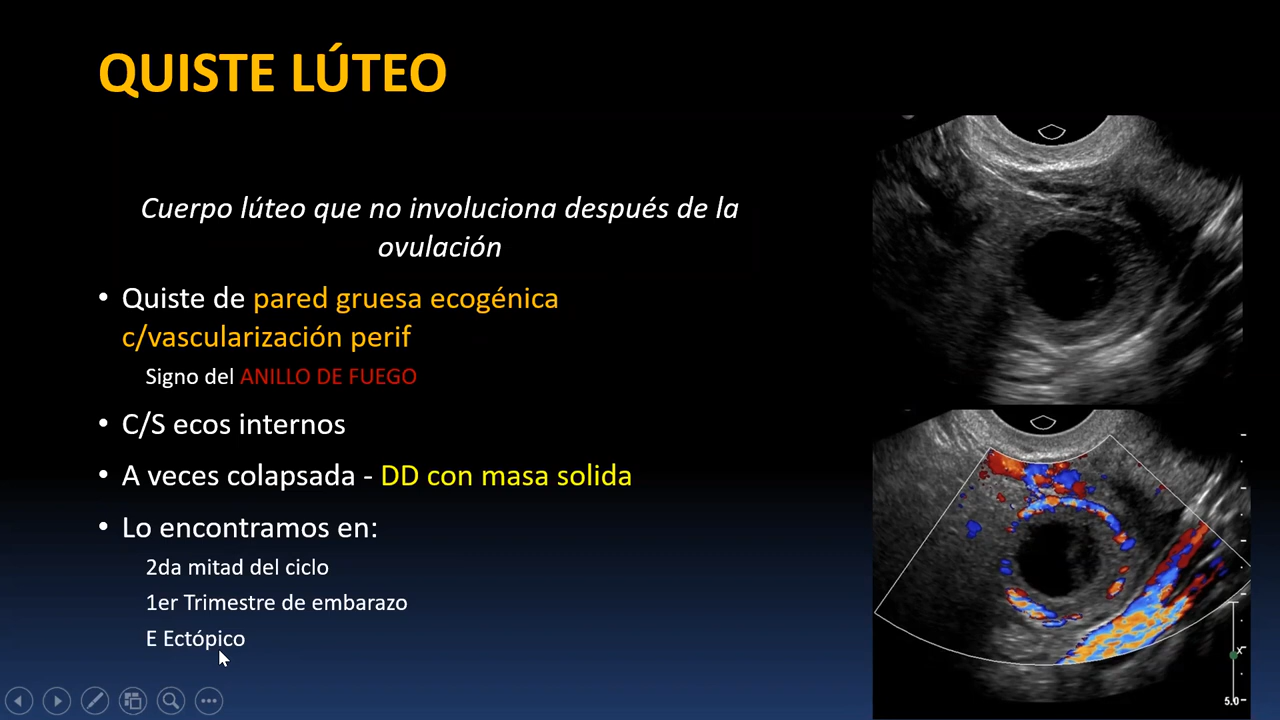 QUISTE LÚTEO
Cuerpo lúteo que no involuciona después de la
ovulación
• Quiste de pared gruesa ecogénica
c/vascularización perif
Signo del ANILLO DE FUEGO
• C/S ecos internos
• A veces colapsada - DD con masa solida
• Lo encontramos en:
2da mitad del ciclo
1er Trimestre de embarazo
E Ectópico
x
5.0